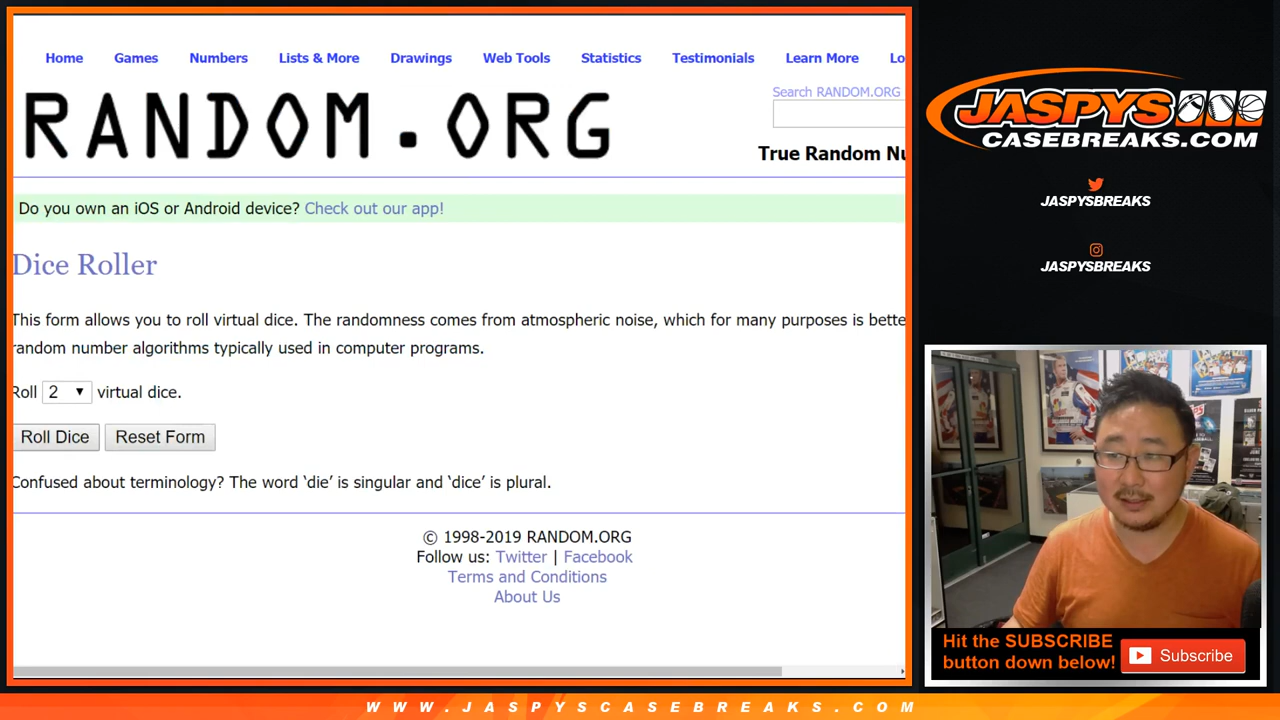 Home Games Numbers Lists & More Drawings Web Tools Statistics Testimonials Learn More Lo
RANDOM.ORG
Search RANDOM.ORG
True Random Nu
Do you own an iOS or Android device? Check out our app!
Dice Roller
This form allows you to roll virtual dice. The randomness comes from atmospheric noise, which for many purposes is bette
random number algorithms typically used in computer programs.
Roll 2 virtual dice.
Roll Dice Reset Form
Confused about terminology? The word ‘die’ is singular and ‘dice’ is plural.
© 1998-2019 RANDOM.ORG
Follow us: Twitter | Facebook
Terms and Conditions
About Us
JASPYS
CASEBREAKS.COM
JASPYSBREAKS
JASPYSBREAKS
Hit the SUBSCRIBE
button down below!
Subscribe
WWW.JASPYSCASEBREAKS.COM